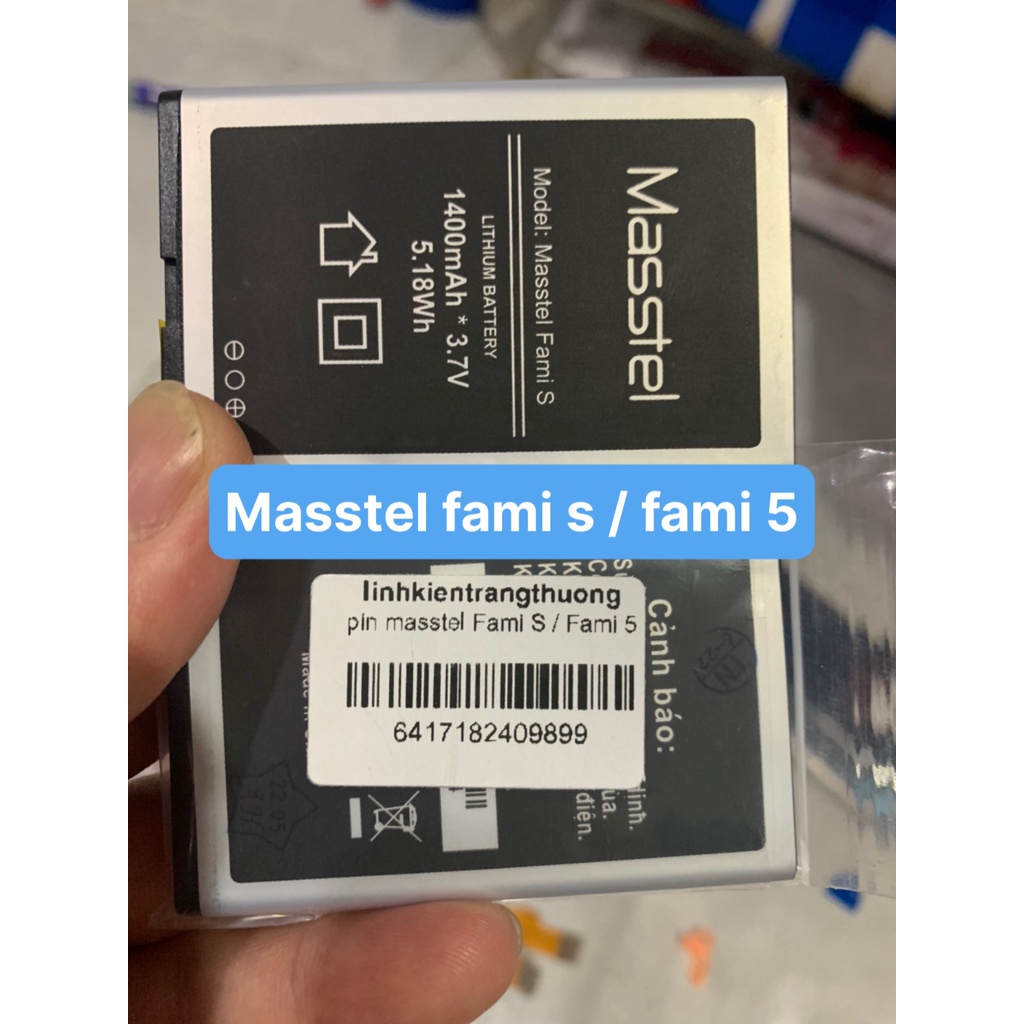 Masstel
Model: Masstel Fami S
LITHIUM BATTERY
1400mAh * 3.7V
5.18Wh
Masstel fami s / fami 5
linhkientrangthuong
pin masstel Fami S / Fami 5
6417182409899
Cảnh báo:
điện.